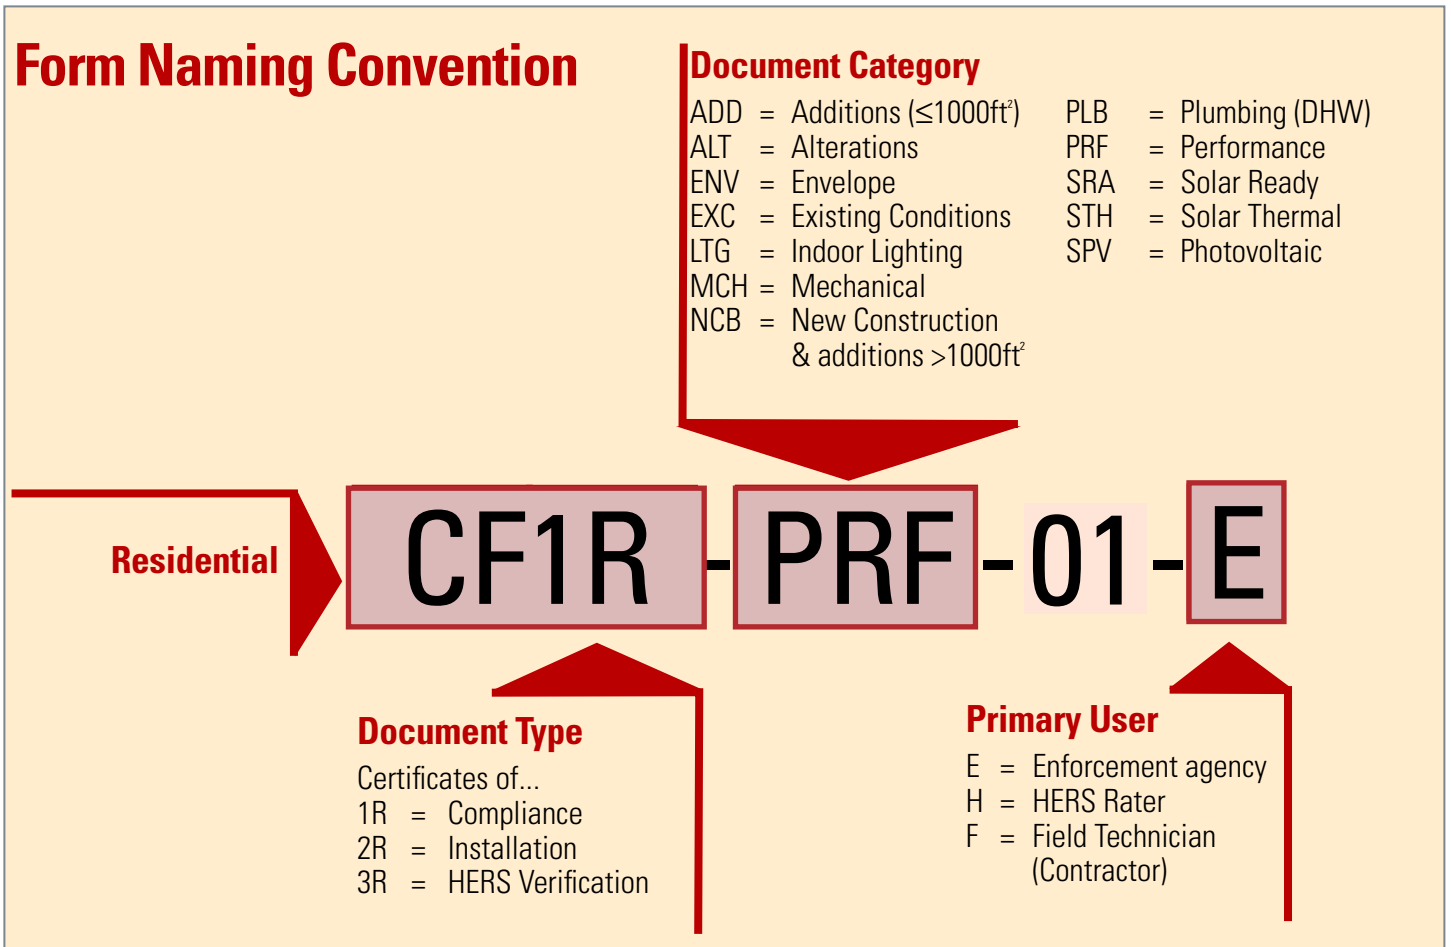 Form Naming Convention
Document Category
ADD = Additions (≤1000ft²)
ALT = Alterations
ENV = Envelope
EXC = Existing Conditions
LTG = Indoor Lighting
MCH = Mechanical
NCB = New Construction
& additions >1000ft²
PLB = Plumbing (DHW)
PRF = Performance
SRA = Solar Ready
STH = Solar Thermal
SPV = Photovoltaic
Residential
CF1R-PRF-01-E
Document Type
Certificates of...
1R = Compliance
2R = Installation
3R = HERS Verification
Primary User
E = Enforcement agency
H = HERS Rater
F = Field Technician
(Contractor)